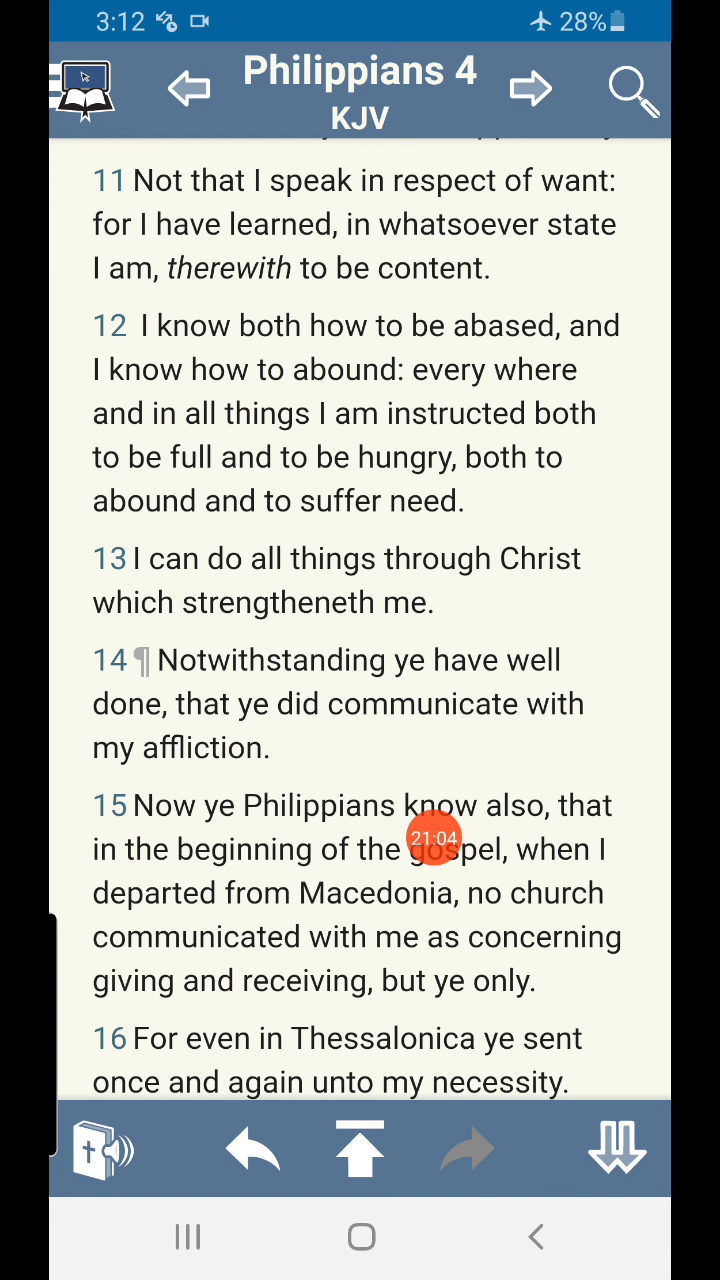 3:12
28%
Philippians 4
KJV
11 Not that I speak in respect of want:
for I have learned, in whatsoever state
I am, therewith to be content.
12 I know both how to be abased, and
I know how to abound: every where
and in all things I am instructed both
to be full and to be hungry, both to
abound and to suffer need.
13 I can do all things through Christ
which strengtheneth me.
14 ¶ Notwithstanding ye have well
done, that ye did communicate with
my affliction.
15 Now ye Philippians know also, that
21:04
in the beginning of the gospel, when I
departed from Macedonia, no church
communicated with me as concerning
giving and receiving, but ye only.
16 For even in Thessalonica ye sent
once and again unto my necessity.